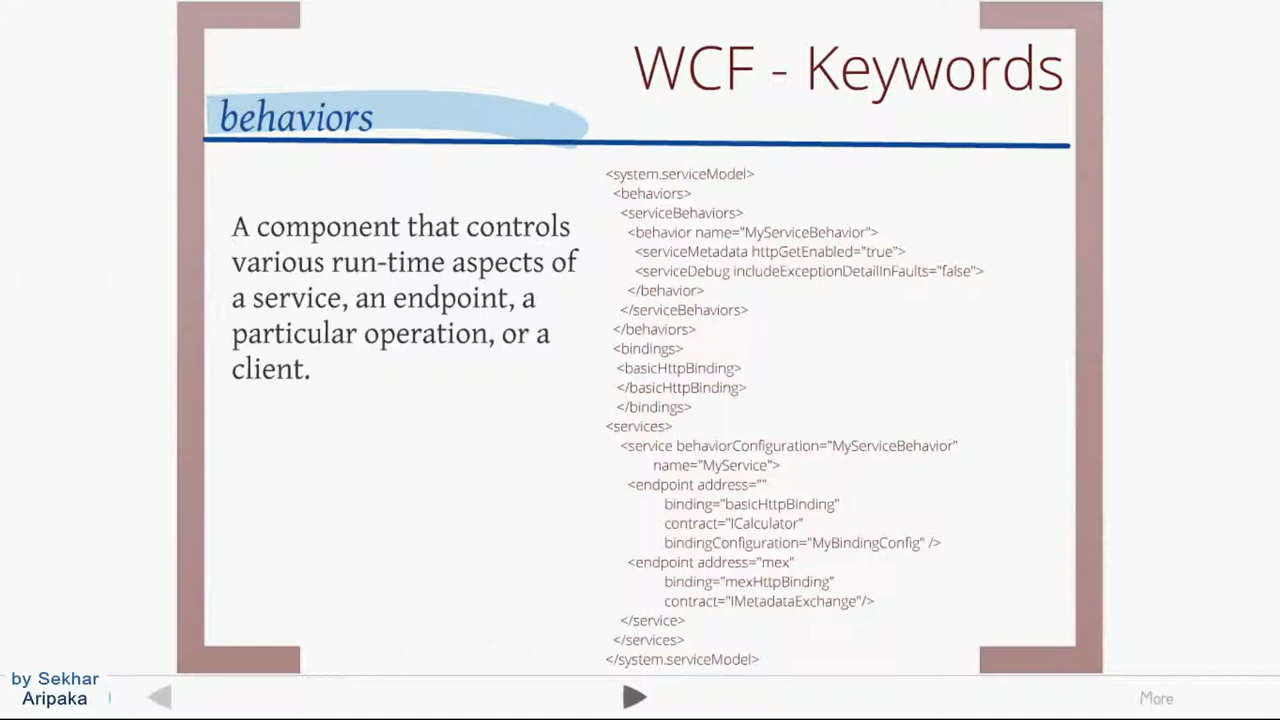 WCF - Keywords
behaviors
A component that controls
various run-time aspects of
a service, an endpoint, a
particular operation, or a
client.
<system.serviceModel>
<behaviors>
<serviceBehaviors>
<behavior name="MyServiceBehavior">
<serviceMetadata httpGetEnabled="true">
<serviceDebug includeExceptionDetailInFaults="false">
</behavior>
</serviceBehaviors>
</behaviors>
<bindings>
<basicHttpBinding>
</basicHttpBinding>
</bindings>
<services>
<service behaviorConfiguration="MyServiceBehavior"
name="MyService">
<endpoint address=""
binding="basicHttpBinding"
contract="ICalculator"
bindingConfiguration="MyBindingConfig" />
<endpoint address="mex"
binding="mexHttpBinding"
contract="IMetadataExchange"/>
</service>
</services>
</system.serviceModel>
by Sekhar
Aripaka
More